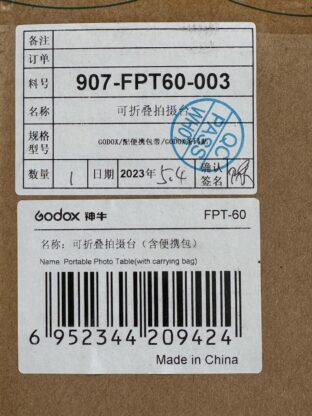 备注
订单
料号 907-FPT60-003
名称 可折叠拍摄台
规格型号 GODOX/配便携包带/GODOX
数量 1 日期 2023年5.4 确认签名
QC PASS WHO
Godox 神牛 FPT-60
名称：可折叠拍摄台（含便携包）
Name: Portable Photo Table(with carrying bag)
6 952344 209424
Made in China